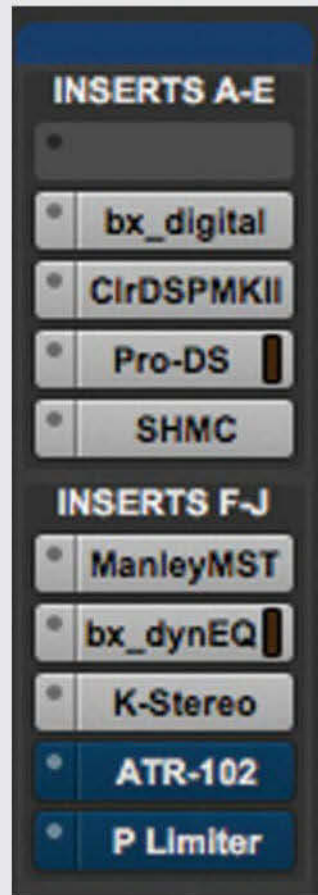 INSERTS A-E
bx_digital
ClrDSPMKII
Pro-DS
SHMC
INSERTS F-J
ManleyMST
bx_dynEQ
K-Stereo
ATR-102
P Limiter